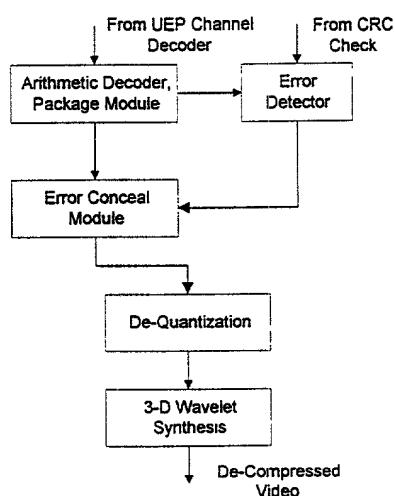 From UEP Channel
Decoder
From CRC
Check
Arithmetic Decoder,
Package Module
Error
Detector
Error Conceal
Module
De-Quantization
3-D Wavelet
Synthesis
De-Compressed
Video